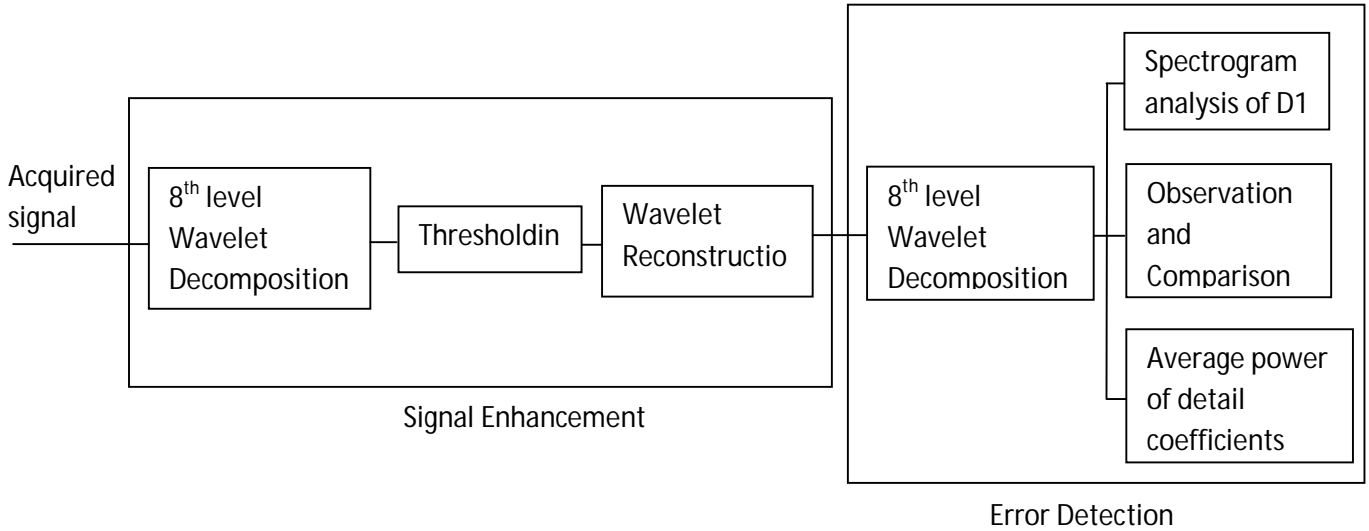 Acquired
signal
8th level
Wavelet
Decomposition
Thresholdin
Wavelet
Reconstructio
Signal Enhancement
8th level
Wavelet
Decomposition
Spectrogram
analysis of D1
Observation
and
Comparison
Average power
of detail
coefficients
Error Detection